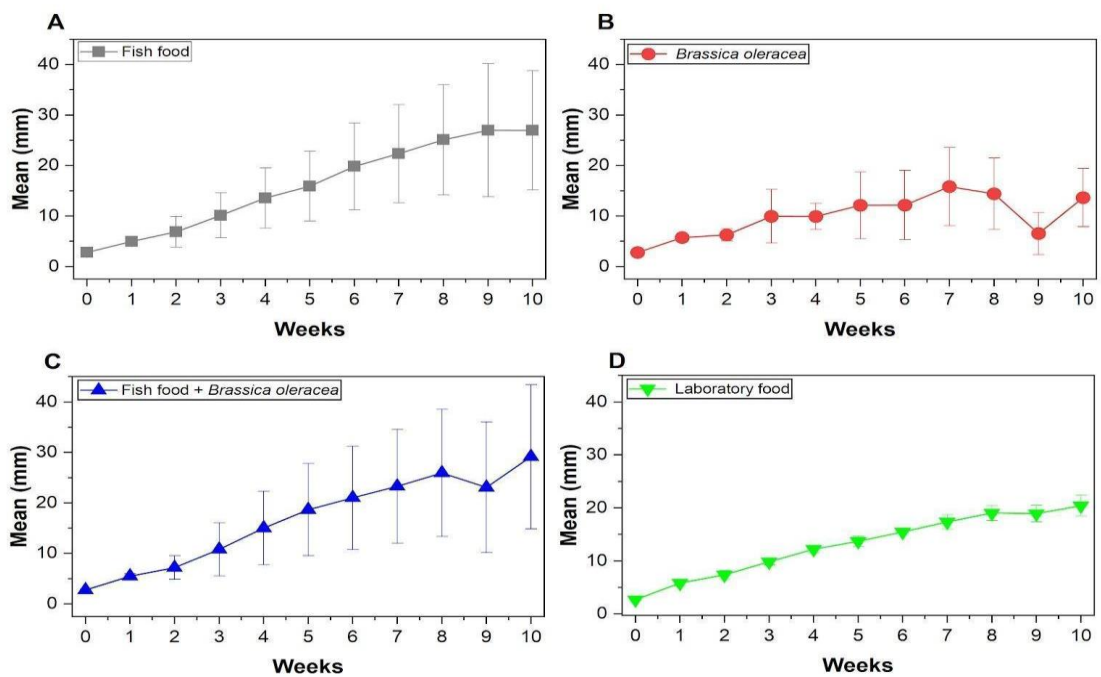 A
Fish food
Mean (mm)
40
30
20
10
0
0 1 2 3 4 5 6 7 8 9 10
Weeks
B
Brassica oleracea
Mean (mm)
40
30
20
10
0
0 1 2 3 4 5 6 7 8 9 10
Weeks
C
Fish food + Brassica oleracea
Mean (mm)
40
30
20
10
0
0 1 2 3 4 5 6 7 8 9 10
Weeks
D
Laboratory food
Mean (mm)
40
30
20
10
0
0 1 2 3 4 5 6 7 8 9 10
Weeks